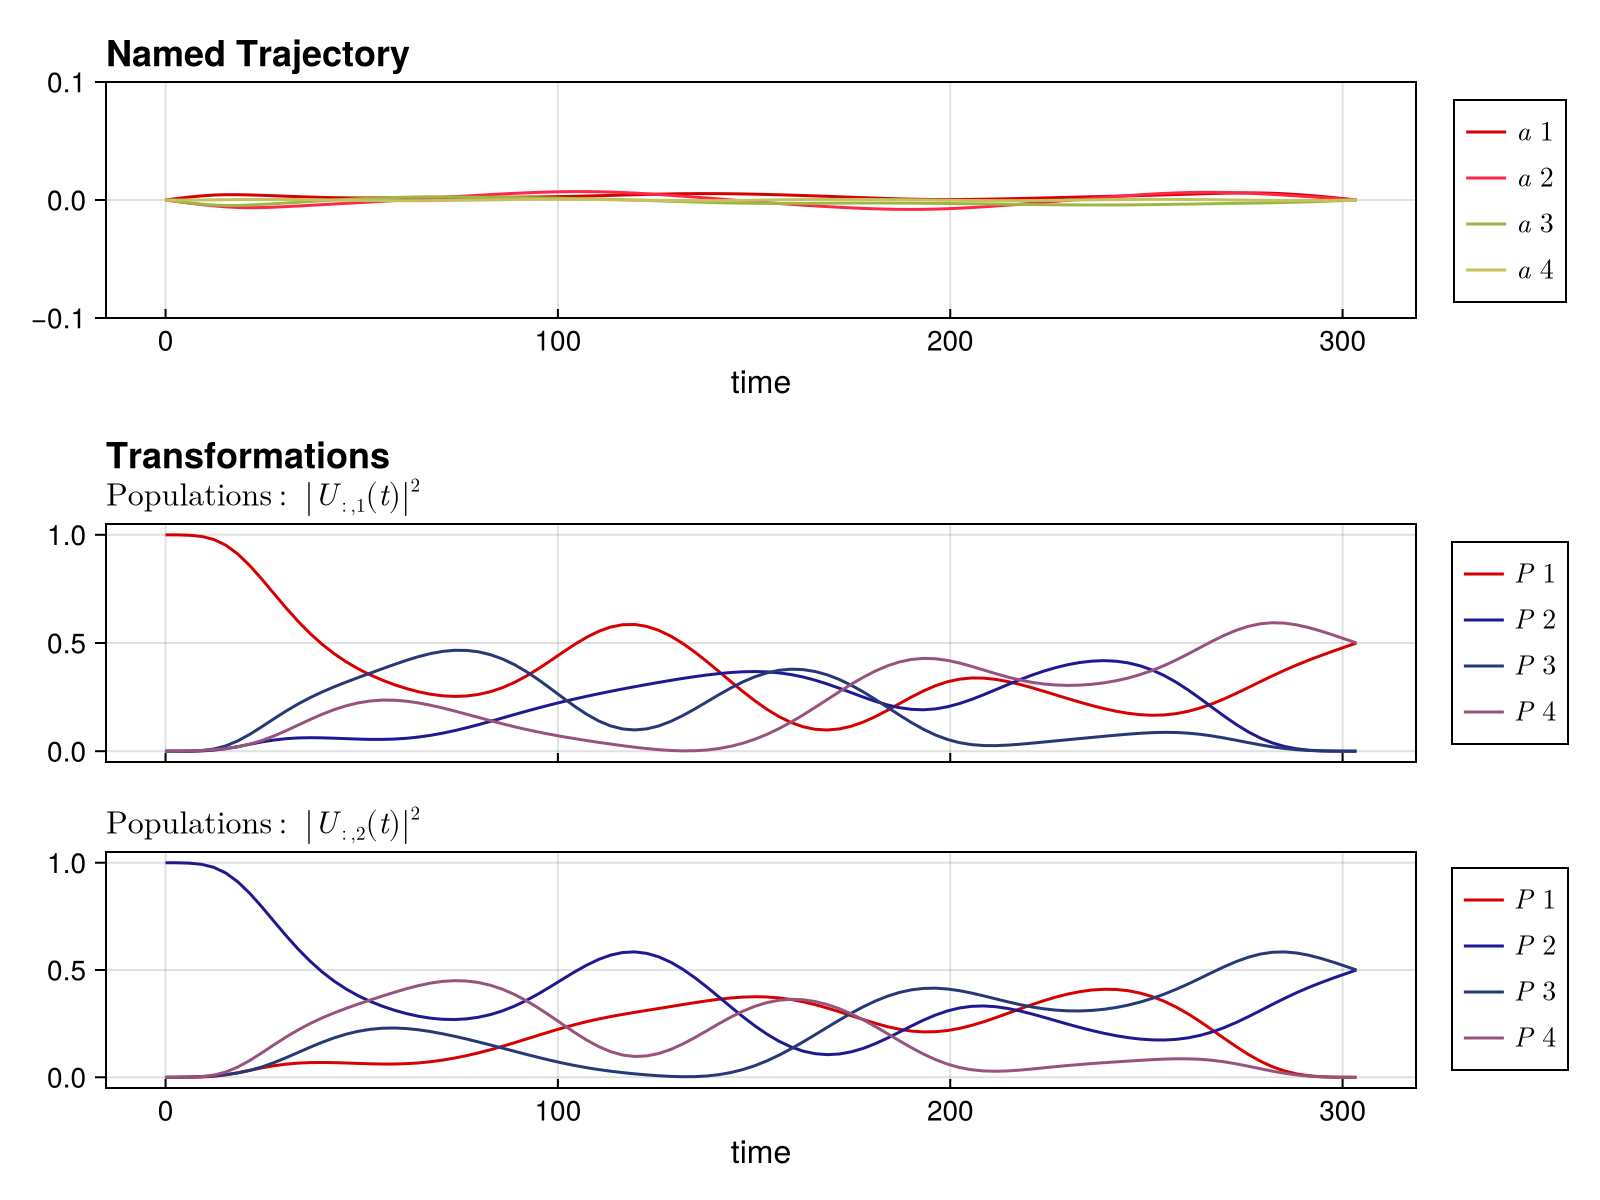 Named Trajectory
0.1
0.0
−0.1
0 100 200 300
time
a 1
a 2
a 3
a 4
Transformations
Populations: |U:,1(t)|²
1.0
0.5
0.0
P 1
P 2
P 3
P 4
Populations: |U:,2(t)|²
1.0
0.5
0.0
0 100 200 300
time
P 1
P 2
P 3
P 4